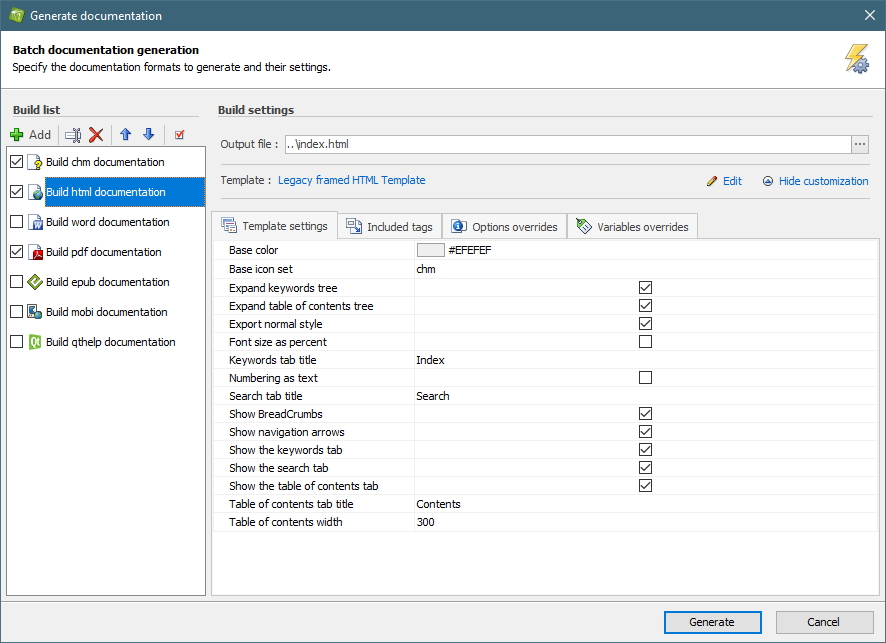 Generate documentation
Batch documentation generation
Specify the documentation formats to generate and their settings.
Build list
Add
Build chm documentation
Build html documentation
Build word documentation
Build pdf documentation
Build epub documentation
Build mobi documentation
Build qthelp documentation
Build settings
Output file : ..\index.html ...
Template : Legacy framed HTML Template Edit Hide customization
Template settings Included tags Options overrides Variables overrides
Base color #EFEFEF
Base icon set chm
Expand keywords tree
Expand table of contents tree
Export normal style
Font size as percent
Keywords tab title Index
Numbering as text
Search tab title Search
Show BreadCrumbs
Show navigation arrows
Show the keywords tab
Show the search tab
Show the table of contents tab
Table of contents tab title Contents
Table of contents width 300
Generate Cancel